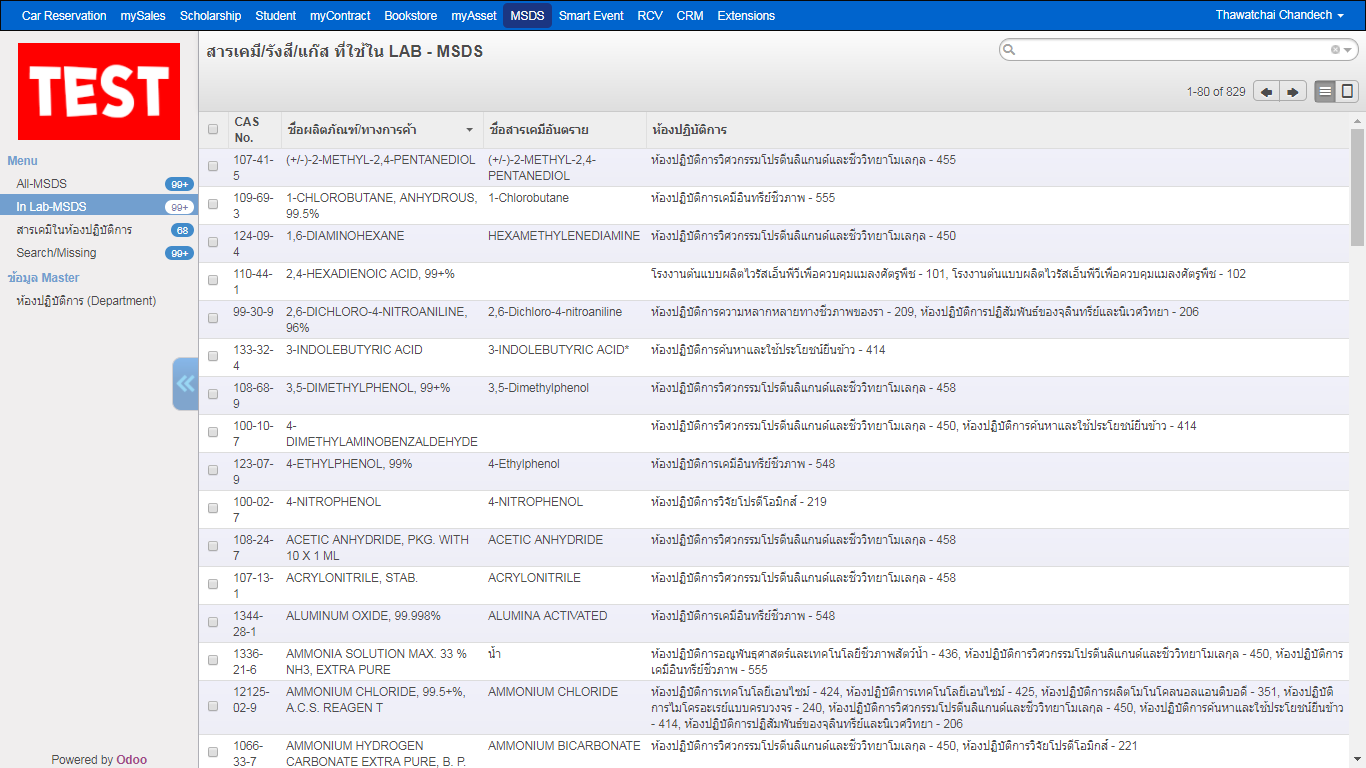 Car Reservation mySales Scholarship Student myContract Bookstore myAsset MSDS Smart Event RCV CRM Extensions Thawatchai Chandech
TEST
Menu
All-MSDS 99+
In Lab-MSDS 99+
สารเคมีในห้องปฏิบัติการ 68
Search/Missing 99+
ข้อมูล Master
ห้องปฏิบัติการ (Department)
Powered by Odoo
สารเคมี/รังสี/แก๊ส ที่ใช้ใน LAB - MSDS
1-80 of 829
CAS No. ชื่อผลิตภัณฑ์/ทางการค้า ชื่อสารเคมีอันตราย ห้องปฏิบัติการ
107-41- (+/-)-2-METHYL-2,4-PENTANEDIOL (+/-)-2-METHYL-2,4- ห้องปฏิบัติการวิศวกรรมโปรตีนลิแกนด์และชีววิทยาโมเลกุล - 455
5 PENTANEDIOL
109-69- 1-CHLOROBUTANE, ANHYDROUS, 1-Chlorobutane ห้องปฏิบัติการเคมีอินทรีย์ชีวภาพ - 555
3 99.5%
124-09- 1,6-DIAMINOHEXANE HEXAMETHYLENEDIAMINE ห้องปฏิบัติการวิศวกรรมโปรตีนลิแกนด์และชีววิทยาโมเลกุล - 450
4
110-44- 2,4-HEXADIENOIC ACID, 99+% โรงงานต้นแบบผลิตไวรัสเอ็นพีวีเพื่อควบคุมแมลงศัตรูพืช - 101, โรงงานต้นแบบผลิตไวรัสเอ็นพีวีเพื่อควบคุมแมลงศัตรูพืช - 102
1
99-30-9 2,6-DICHLORO-4-NITROANILINE, 2,6-Dichloro-4-nitroaniline ห้องปฏิบัติการความหลากหลายทางชีวภาพของรา - 209, ห้องปฏิบัติการปฏิสัมพันธ์ของจุลินทรีย์และนิเวศวิทยา - 206
96%
133-32- 3-INDOLEBUTYRIC ACID 3-INDOLEBUTYRIC ACID* ห้องปฏิบัติการค้นหาและใช้ประโยชน์ยีนข้าว - 414
4
108-68- 3,5-DIMETHYLPHENOL, 99+% 3,5-Dimethylphenol ห้องปฏิบัติการวิศวกรรมโปรตีนลิแกนด์และชีววิทยาโมเลกุล - 458
9
100-10- 4- ห้องปฏิบัติการวิศวกรรมโปรตีนลิแกนด์และชีววิทยาโมเลกุล - 450, ห้องปฏิบัติการค้นหาและใช้ประโยชน์ยีนข้าว - 414
7 DIMETHYLAMINOBENZALDEHYDE
123-07- 4-ETHYLPHENOL, 99% 4-Ethylphenol ห้องปฏิบัติการเคมีอินทรีย์ชีวภาพ - 548
9
100-02- 4-NITROPHENOL 4-NITROPHENOL ห้องปฏิบัติการวิจัยโปรตีโอมิกส์ - 219
7
108-24- ACETIC ANHYDRIDE, PKG. WITH ACETIC ANHYDRIDE ห้องปฏิบัติการวิศวกรรมโปรตีนลิแกนด์และชีววิทยาโมเลกุล - 458
7 10 X 1 ML
107-13- ACRYLONITRILE, STAB. ACRYLONITRILE ห้องปฏิบัติการวิศวกรรมโปรตีนลิแกนด์และชีววิทยาโมเลกุล - 458
1
1344- ALUMINUM OXIDE, 99.998% ALUMINA ACTIVATED ห้องปฏิบัติการเคมีอินทรีย์ชีวภาพ - 548
28-1
1336- AMMONIA SOLUTION MAX. 33 % น้ำ ห้องปฏิบัติการอณูพันธุศาสตร์และเทคโนโลยีชีวภาพสัตว์น้ำ - 436, ห้องปฏิบัติการวิศวกรรมโปรตีนลิแกนด์และชีววิทยาโมเลกุล - 450, ห้องปฏิบัติการ
21-6 NH3, EXTRA PURE เคมีอินทรีย์ชีวภาพ - 555
12125- AMMONIUM CHLORIDE, 99.5+%, AMMONIUM CHLORIDE ห้องปฏิบัติการเทคโนโลยีเอนไซม์ - 424, ห้องปฏิบัติการเทคโนโลยีเอนไซม์ - 425, ห้องปฏิบัติการผลิตโมโนโคลนอลแอนติบอดี - 351, ห้องปฏิบัติ
02-9 A.C.S. REAGEN T การไมโครอะเรย์แบบครบวงจร - 240, ห้องปฏิบัติการวิศวกรรมโปรตีนลิแกนด์และชีววิทยาโมเลกุล - 450, ห้องปฏิบัติการค้นหาและใช้ประโยชน์ยีนข้าว
- 414, ห้องปฏิบัติการปฏิสัมพันธ์ของจุลินทรีย์และนิเวศวิทยา - 206
1066- AMMONIUM HYDROGEN AMMONIUM BICARBONATE ห้องปฏิบัติการวิศวกรรมโปรตีนลิแกนด์และชีววิทยาโมเลกุล - 450, ห้องปฏิบัติการวิจัยโปรตีโอมิกส์ - 221
33-7 CARBONATE EXTRA PURE, B. P.